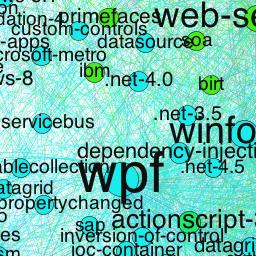 primefaces
web-se
custom-controls
-apps
datasource
soa
crosoft-metro
ibm
.net-4.0
vs-8
birt
.net-3.5
servicebus
winfo
dependency-injecti
ablecollection
.net-4.5
wpf
atagrid
propertychanged
actionscript-3
sap
inversion-of-control
es
datagri
ioc-container